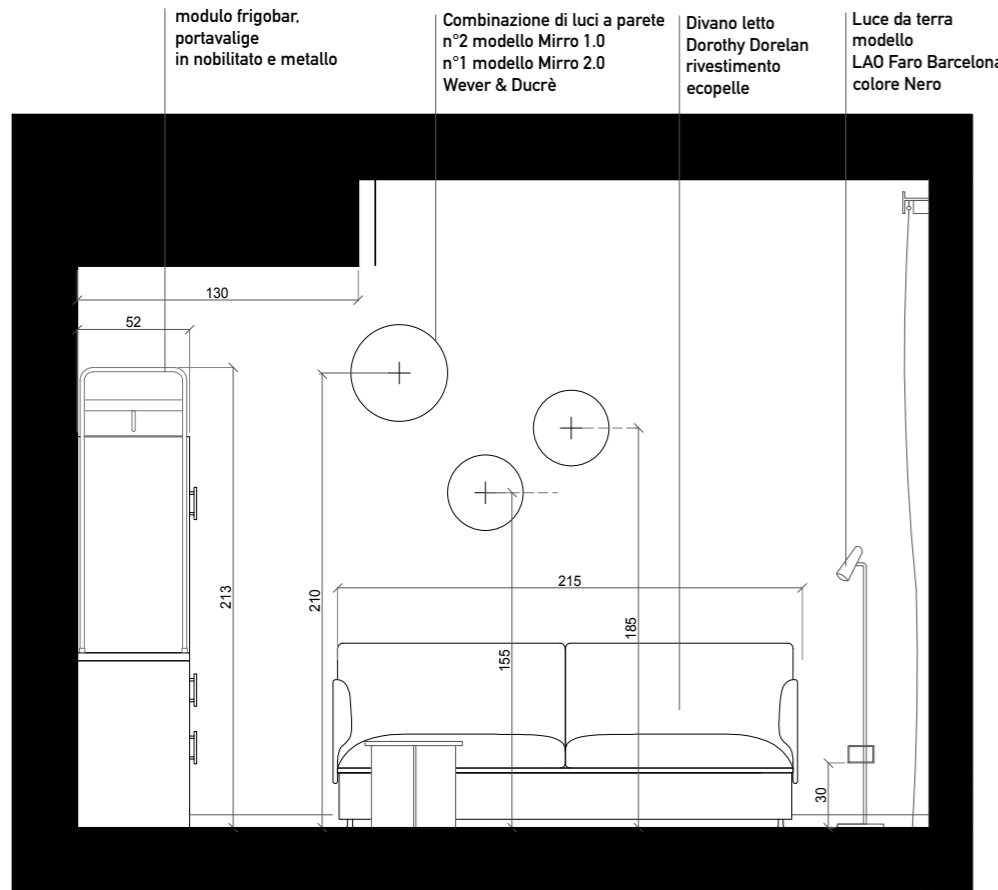 modulo frigobar,
portavalige
in nobilitato e metallo
Combinazione di luci a parete
n°2 modello Mirro 1.0
n°1 modello Mirro 2.0
Wever & Ducrè
Divano letto
Dorothy Dorelan
rivestimento
ecopelle
Luce da terra
modello
LAO Faro Barcelona
colore Nero
130
52
213
210
215
185
155
30